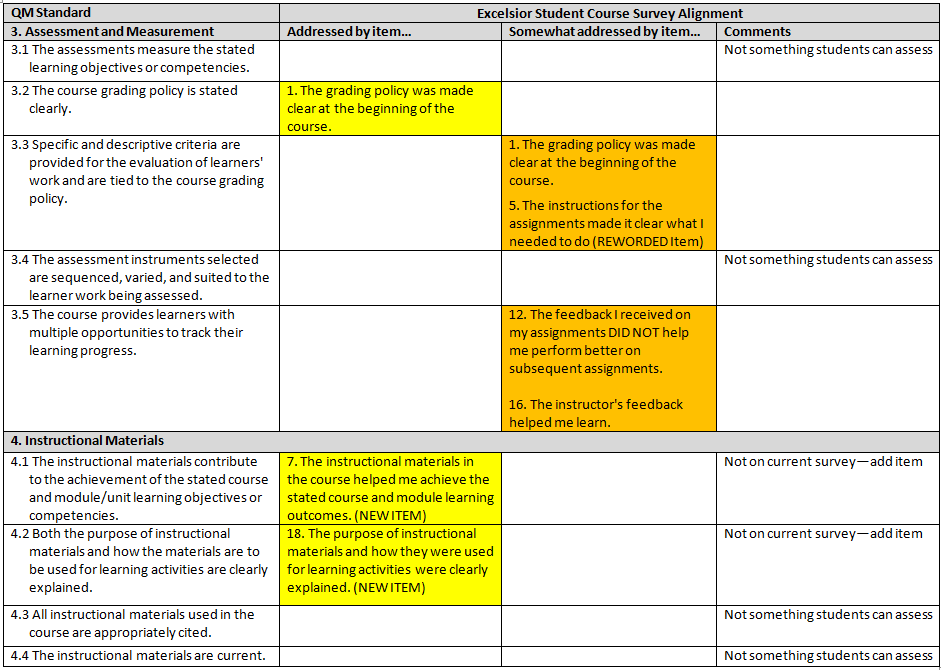 QM Standard
Excelsior Student Course Survey Alignment
3. Assessment and Measurement
Addressed by item...
Somewhat addressed by item...
Comments
3.1 The assessments measure the stated
learning objectives or competencies.
Not something students can assess
3.2 The course grading policy is stated
clearly.
1. The grading policy was made
clear at the beginning of the
course.
3.3 Specific and descriptive criteria are
provided for the evaluation of learners'
work and are tied to the course grading
policy.
1. The grading policy was made
clear at the beginning of the
course.
5. The instructions for the
assignments made it clear what I
needed to do (REWORDED Item)
3.4 The assessment instruments selected
are sequenced, varied, and suited to the
learner work being assessed.
Not something students can assess
3.5 The course provides learners with
multiple opportunities to track their
learning progress.
12. The feedback I received on
my assignments DID NOT help
me perform better on
subsequent assignments.
16. The instructor's feedback
helped me learn.
4. Instructional Materials
4.1 The instructional materials contribute
to the achievement of the stated course
and module/unit learning objectives or
competencies.
7. The instructional materials in
the course helped me achieve the
stated course and module learning
outcomes. (NEW ITEM)
Not on current survey—add item
4.2 Both the purpose of instructional
materials and how the materials are to
be used for learning activities are clearly
explained.
18. The purpose of instructional
materials and how they were used
for learning activities were clearly
explained. (NEW ITEM)
Not on current survey—add item
4.3 All instructional materials used in the
course are appropriately cited.
Not something students can assess
4.4 The instructional materials are current.
Not something students can assess